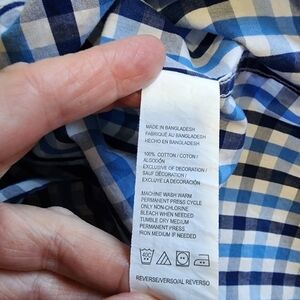 MADE IN BANGLADESH
FABRIQUÉ AU BANGLADESH
HECHO EN BANGLADESH
100% COTTON / COTON /
ALGODÓN
EXCLUSIVE OF DECORATION /
SAUF DÉCORATION /
EXCLUYE LA DECORACIÓN
MACHINE WASH WARM
PERMANENT PRESS CYCLE
ONLY NON-CHLORINE
BLEACH WHEN NEEDED
TUMBLE DRY MEDIUM
PERMANENT PRESS
IRON MEDIUM IF NEEDED
40C
REVERSE/VERSO/AL REVERSO